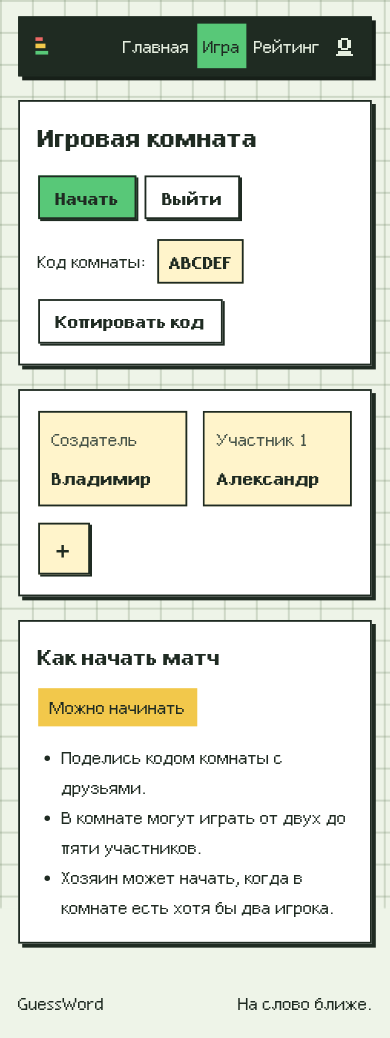 Главная Игра Рейтинг
Игровая комната
Начать Выйти
Код комнаты: ABCDEF
Копировать код
Создатель Участник 1
Владимир Александр
+
Как начать матч
Можно начинать
• Поделись кодом комнаты с
друзьями.
• В комнате могут играть от двух до
пяти участников.
• Хозяин может начать, когда в
комнате есть хотя бы два игрока.
GuessWord На слово ближе.